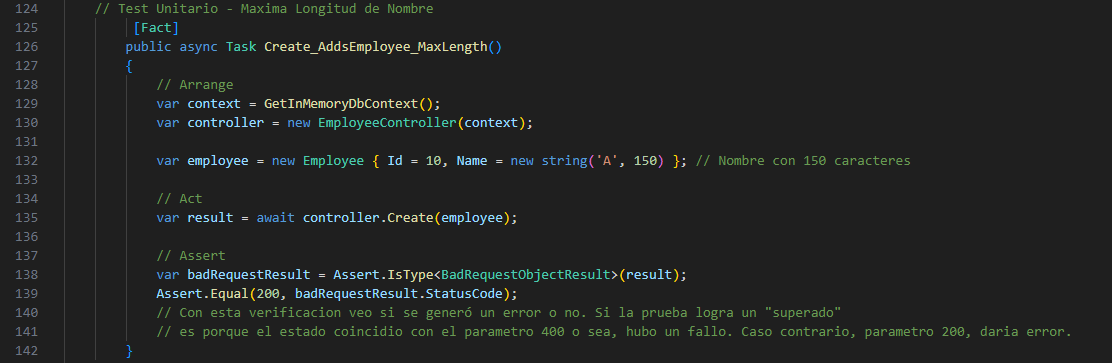 124 // Test Unitario - Maxima Longitud de Nombre
125 [Fact]
126 public async Task Create_AddsEmployee_MaxLength()
127 {
128 // Arrange
129 var context = GetInMemoryDbContext();
130 var controller = new EmployeeController(context);
131
132 var employee = new Employee { Id = 10, Name = new string('A', 150) }; // Nombre con 150 caracteres
133
134 // Act
135 var result = await controller.Create(employee);
136
137 // Assert
138 var badRequestResult = Assert.IsType<BadRequestObjectResult>(result);
139 Assert.Equal(200, badRequestResult.StatusCode);
140 // Con esta verificacion veo si se generó un error o no. Si la prueba logra un "superado"
141 // es porque el estado coincidio con el parametro 400 o sea, hubo un fallo. Caso contrario, parametro 200, daria error.
142 }